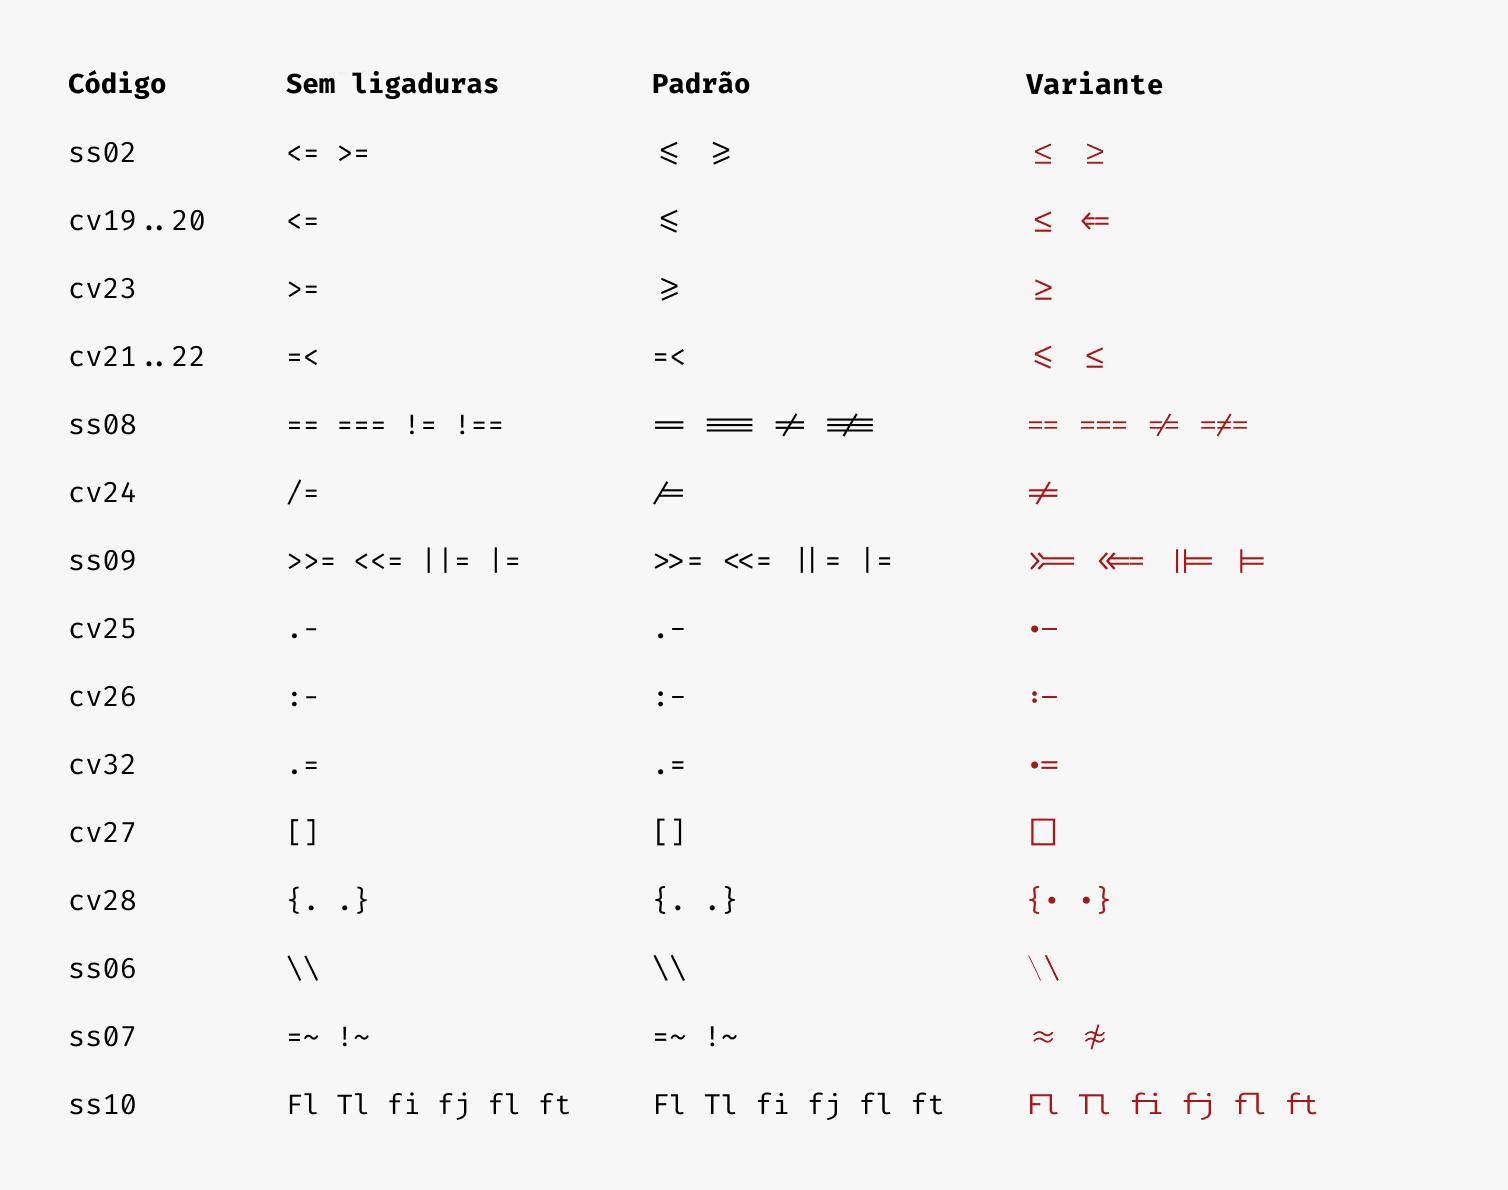 Código Sem ligaduras Padrão Variante
ss02 <= >= ⩽ ⩾ ≤ ≥
cv19..20 <= ⩽ ≤ ⇐
cv23 >= ⩾ ≥
cv21..22 =< =< ⩽ ≤
ss08 == === != !== == ≡ ≠ ≢ == === ≠ =≠=
cv24 /= /= ≠
ss09 >>= <<= ||= |= >>= <<= ||= |= >>= <<= ||= |=
cv25 .- .- •-
cv26 :- :- :-
cv32 .= .= •=
cv27 [] [] □
cv28 {. .} {. .} {• •}
ss06 \\ \\ \\
ss07 =~ !~ =~ !~ ≈ ≉
ss10 Fl Tl fi fj fl ft Fl Tl fi fj fl ft Fl Tl fi fj fl ft